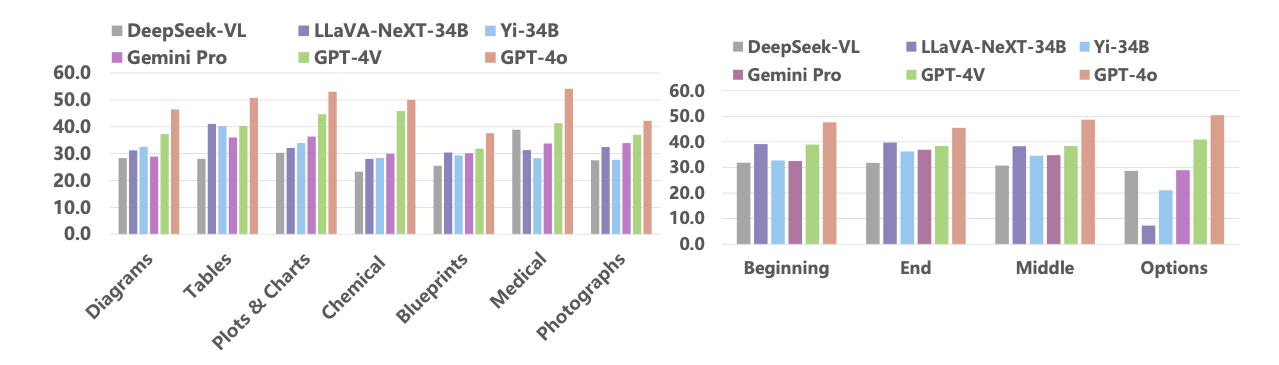 DeepSeek-VL LLaVA-NeXT-34B Yi-34B
Gemini Pro GPT-4V GPT-4o
60.0
50.0
40.0
30.0
20.0
10.0
0.0
Diagrams
Tables
Plots & Charts
Chemical
Blueprints
Medical
Photographs
DeepSeek-VL LLaVA-NeXT-34B Yi-34B
Gemini Pro GPT-4V GPT-4o
60.0
50.0
40.0
30.0
20.0
10.0
0.0
Beginning End Middle Options